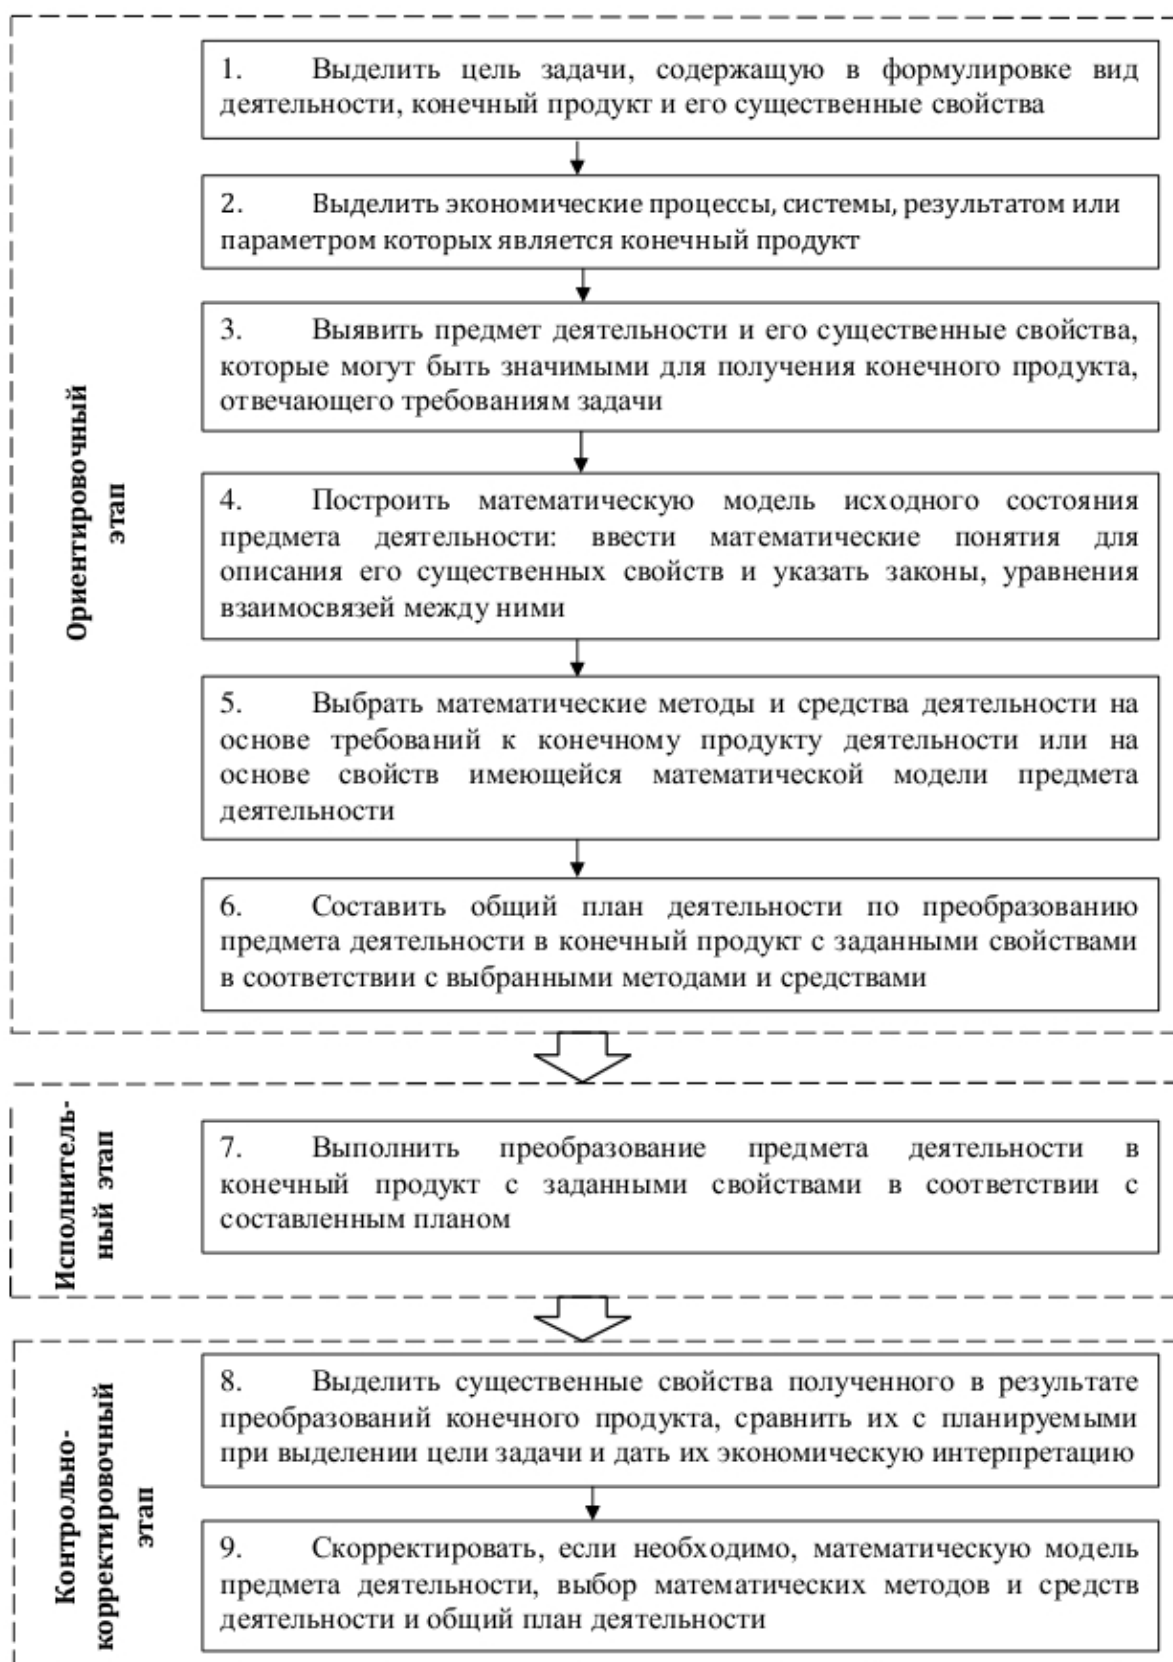 Ориентировочный
этап
1. Выделить цель задачи, содержащую в формулировке вид
деятельности, конечный продукт и его существенные свойства
2. Выделить экономические процессы, системы, результатом или
параметром которых является конечный продукт
3. Выявить предмет деятельности и его существенные свойства,
которые могут быть значимыми для получения конечного продукта,
отвечающего требованиям задачи
4. Построить математическую модель исходного состояния
предмета деятельности: ввести математические понятия для
описания его существенных свойств и указать законы, уравнения
взаимосвязей между ними
5. Выбрать математические методы и средства деятельности на
основе требований к конечному продукту деятельности или на
основе свойств имеющейся математической модели предмета
деятельности
6. Составить общий план деятельности по преобразованию
предмета деятельности в конечный продукт с заданными свойствами
в соответствии с выбранными методами и средствами
Исполнитель-
ный этап
7. Выполнить преобразование предмета деятельности в
конечный продукт с заданными свойствами в соответствии с
составленным планом
Контрольно-
корректировочный
этап
8. Выделить существенные свойства полученного в результате
преобразований конечного продукта, сравнить их с планируемыми
при выделении цели задачи и дать их экономическую интерпретацию
9. Скорректировать, если необходимо, математическую модель
предмета деятельности, выбор математических методов и средств
деятельности и общий план деятельности